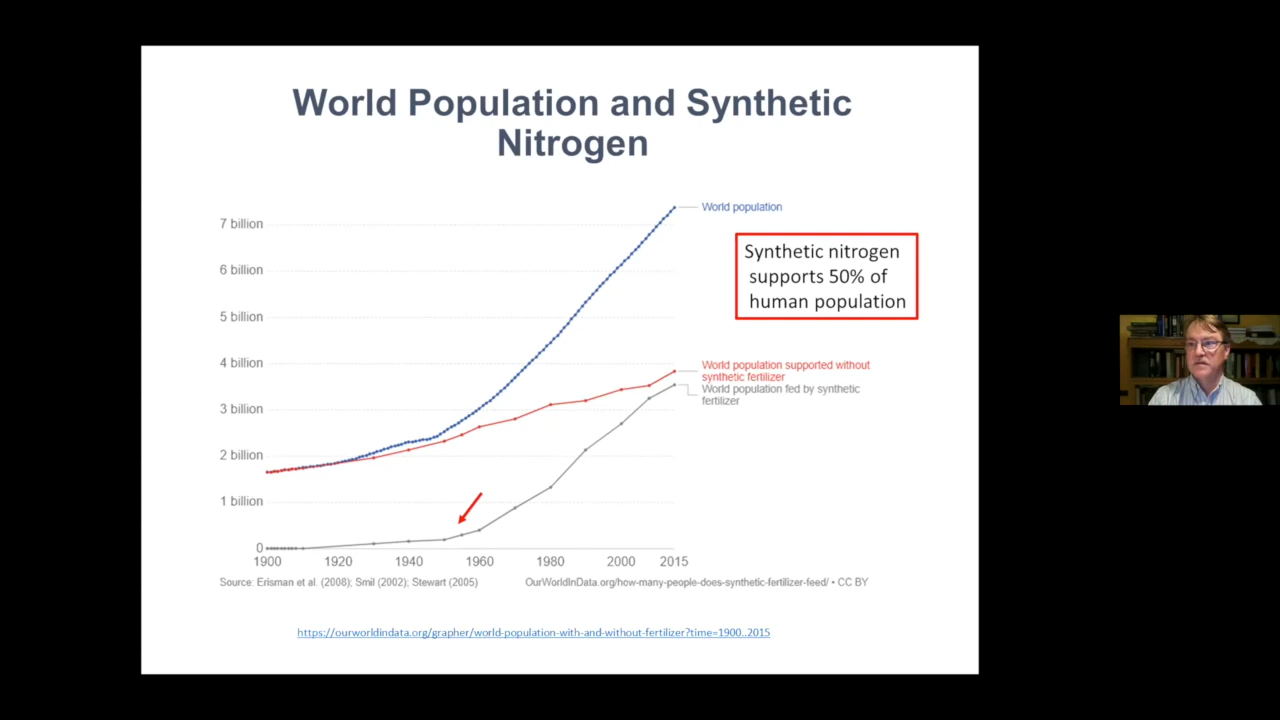 World Population and Synthetic
Nitrogen
7 billion
6 billion
5 billion
4 billion
3 billion
2 billion
1 billion
0
1900
1920
1940
1960
1980
2000
2015
World population
Synthetic nitrogen
supports 50% of
human population
World population supported without
synthetic fertilizer
World population fed by synthetic
fertilizer
Source: Erisman et al. (2008); Smil (2002); Stewart (2005)
OurWorldInData.org/how-many-people-does-synthetic-fertilizer-feed/ • CC BY
https://ourworldindata.org/grapher/world-population-with-and-without-fertilizer?time=1900..2015